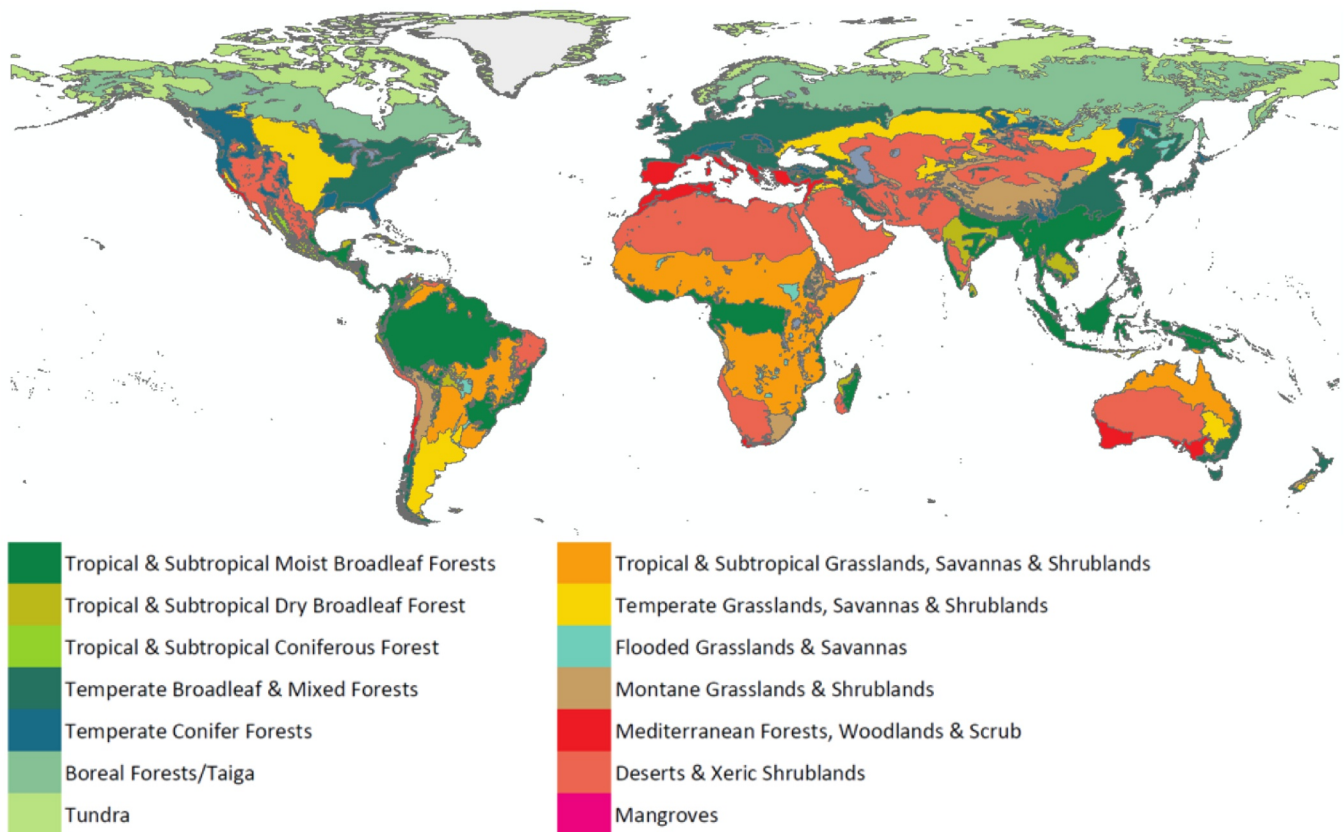 Tropical & Subtropical Moist Broadleaf Forests
Tropical & Subtropical Dry Broadleaf Forest
Tropical & Subtropical Coniferous Forest
Temperate Broadleaf & Mixed Forests
Temperate Conifer Forests
Boreal Forests/Taiga
Tundra
Tropical & Subtropical Grasslands, Savannas & Shrublands
Temperate Grasslands, Savannas & Shrublands
Flooded Grasslands & Savannas
Montane Grasslands & Shrublands
Mediterranean Forests, Woodlands & Scrub
Deserts & Xeric Shrublands
Mangroves